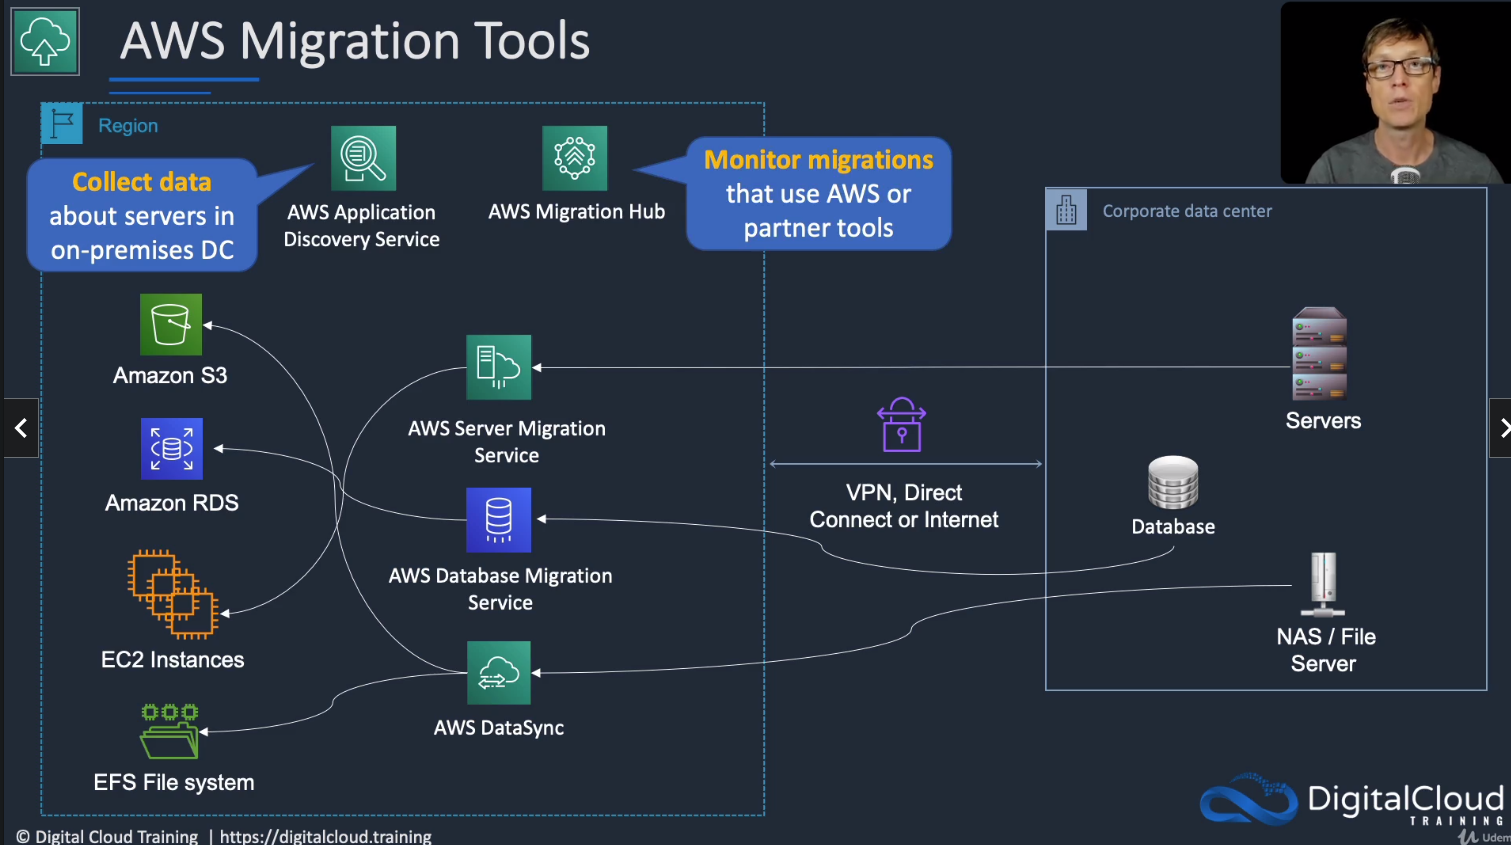 AWS Migration Tools
Region
Collect data
about servers in
on-premises DC
AWS Application
Discovery Service
AWS Migration Hub
Monitor migrations
that use AWS or
partner tools
Corporate data center
Amazon S3
AWS Server Migration
Service
Servers
Amazon RDS
VPN, Direct
Connect or Internet
Database
AWS Database Migration
Service
EC2 Instances
NAS / File
Server
AWS DataSync
EFS File system
DigitalCloud
TRAINING
© Digital Cloud Training | https://digitalcloud.training